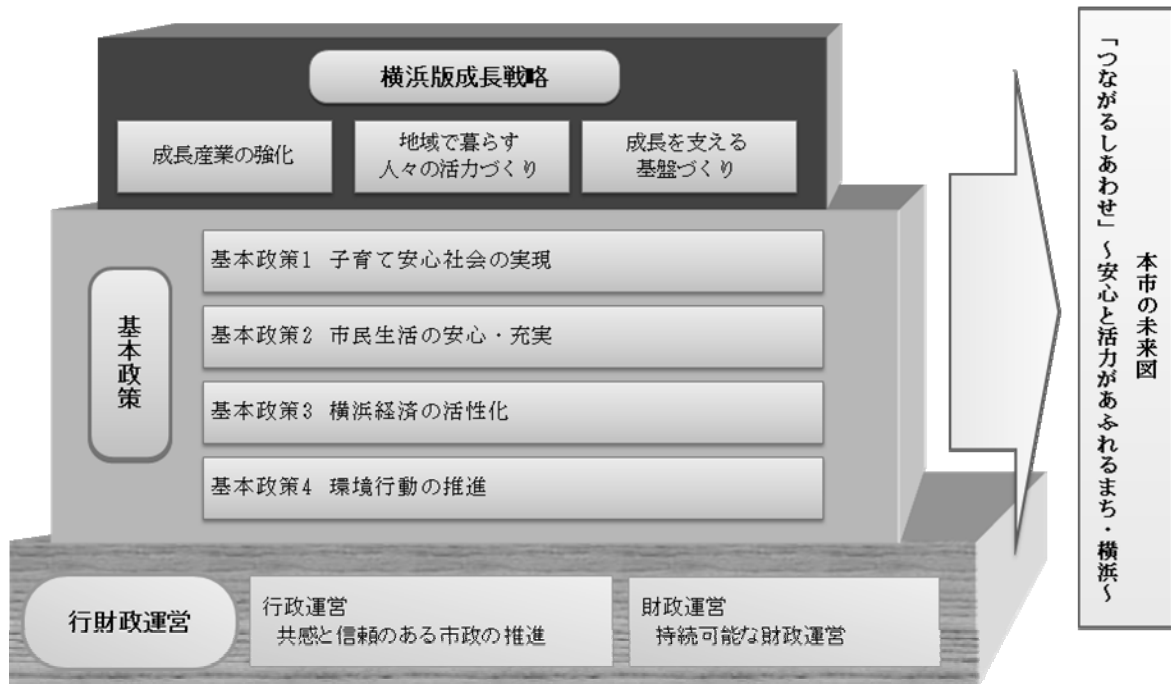 横浜版成長戦略
成長産業の強化
地域で暮らす
人々の活力づくり
成長を支える
基盤づくり
基本政策
基本政策1 子育て安心社会の実現
基本政策2 市民生活の安心・充実
基本政策3 横浜経済の活性化
基本政策4 環境行動の推進
行財政運営
行政運営
共感と信頼のある市政の推進
財政運営
持続可能な財政運営
本市の未来図
「つながるしあわせ」～安心と活力があふれるまち・横浜～